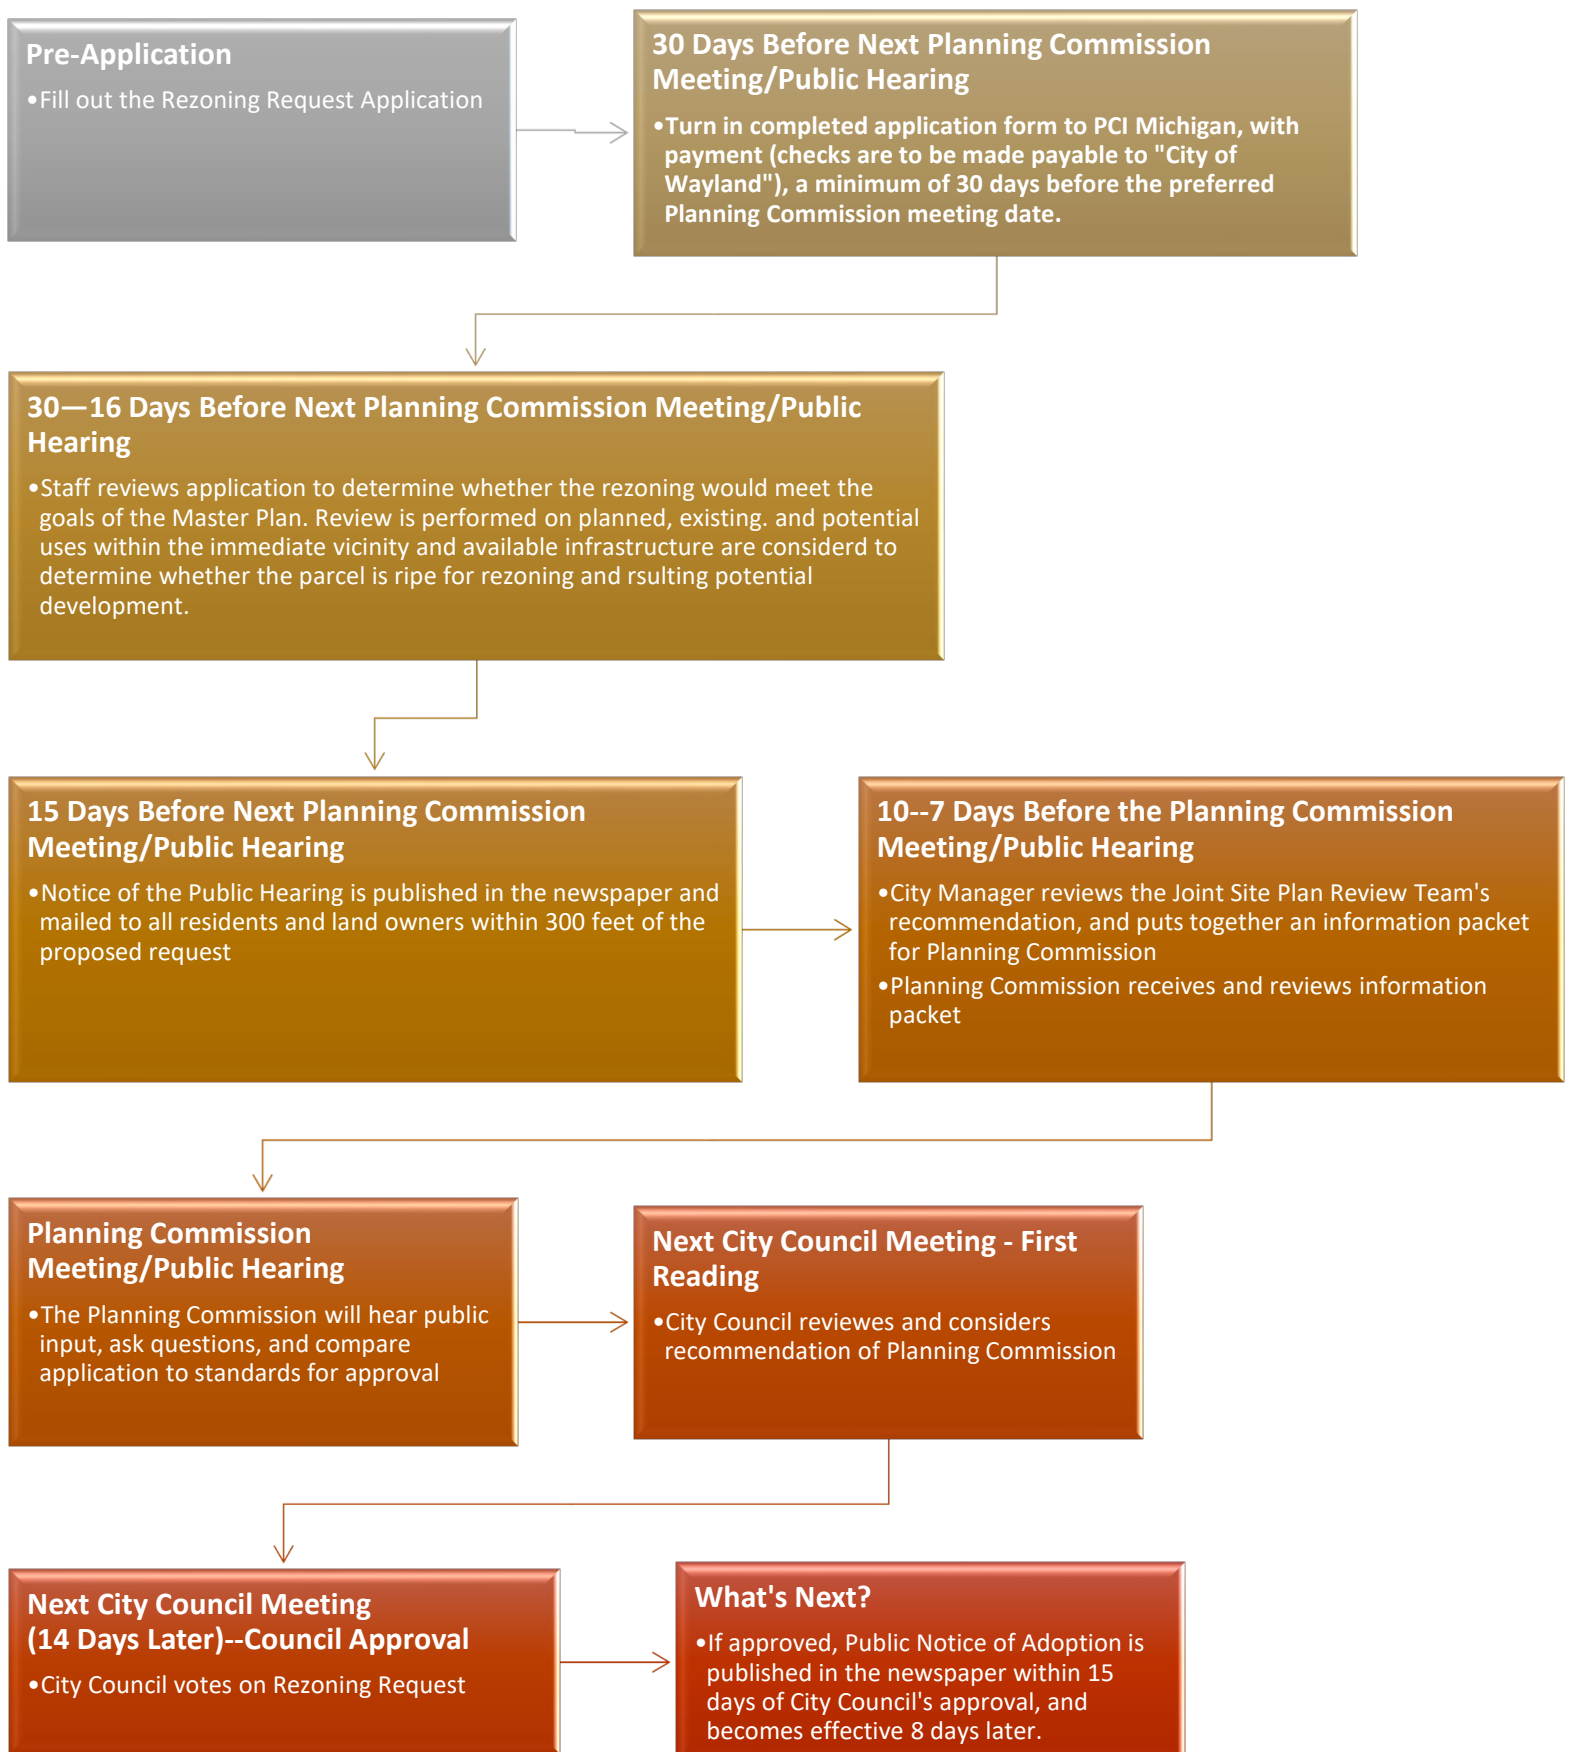 Pre-Application
•Fill out the Rezoning Request Application
30 Days Before Next Planning Commission
Meeting/Public Hearing
•Turn in completed application form to PCI Michigan, with
payment (checks are to be made payable to "City of
Wayland"), a minimum of 30 days before the preferred
Planning Commission meeting date.
30—16 Days Before Next Planning Commission Meeting/Public
Hearing
•Staff reviews application to determine whether the rezoning would meet the
goals of the Master Plan. Review is performed on planned, existing. and potential
uses within the immediate vicinity and available infrastructure are considerd to
determine whether the parcel is ripe for rezoning and rsulting potential
development.
15 Days Before Next Planning Commission
Meeting/Public Hearing
•Notice of the Public Hearing is published in the newspaper and
mailed to all residents and land owners within 300 feet of the
proposed request
10--7 Days Before the Planning Commission
Meeting/Public Hearing
•City Manager reviews the Joint Site Plan Review Team's
recommendation, and puts together an information packet
for Planning Commission
•Planning Commission receives and reviews information
packet
Planning Commission
Meeting/Public Hearing
•The Planning Commission will hear public
input, ask questions, and compare
application to standards for approval
Next City Council Meeting - First
Reading
•City Council reviewes and considers
recommendation of Planning Commission
Next City Council Meeting
(14 Days Later)--Council Approval
•City Council votes on Rezoning Request
What's Next?
•If approved, Public Notice of Adoption is
published in the newspaper within 15
days of City Council's approval, and
becomes effective 8 days later.